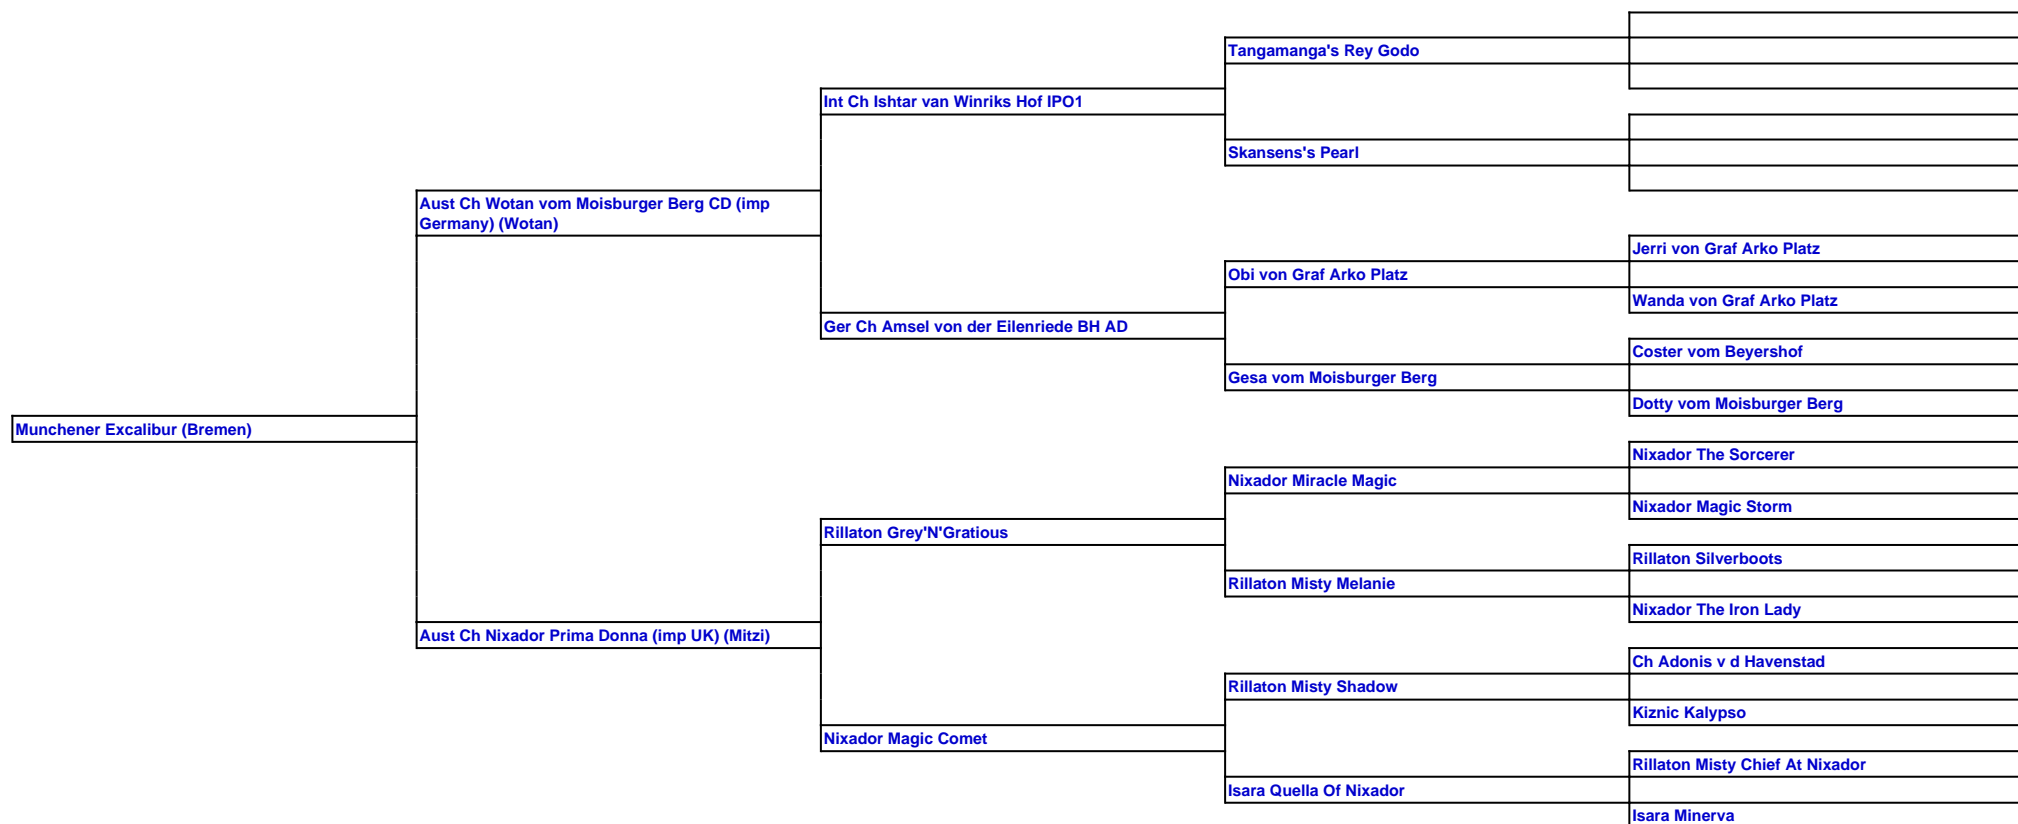 Tangamanga's Rey Godo
Int Ch Ishtar van Winriks Hof IPO1
Skansens's Pearl
Aust Ch Wotan vom Moisburger Berg CD (imp
Germany) (Wotan)
Jerri von Graf Arko Platz
Obi von Graf Arko Platz
Wanda von Graf Arko Platz
Ger Ch Amsel von der Eilenriede BH AD
Coster vom Beyershof
Gesa vom Moisburger Berg
Dotty vom Moisburger Berg
Munchener Excalibur (Bremen)
Nixador The Sorcerer
Nixador Miracle Magic
Nixador Magic Storm
Rillaton Grey'N'Gratious
Rillaton Silverboots
Rillaton Misty Melanie
Nixador The Iron Lady
Aust Ch Nixador Prima Donna (imp UK) (Mitzi)
Ch Adonis v d Havenstad
Rillaton Misty Shadow
Kiznic Kalypso
Nixador Magic Comet
Rillaton Misty Chief At Nixador
Isara Quella Of Nixador
Isara Minerva